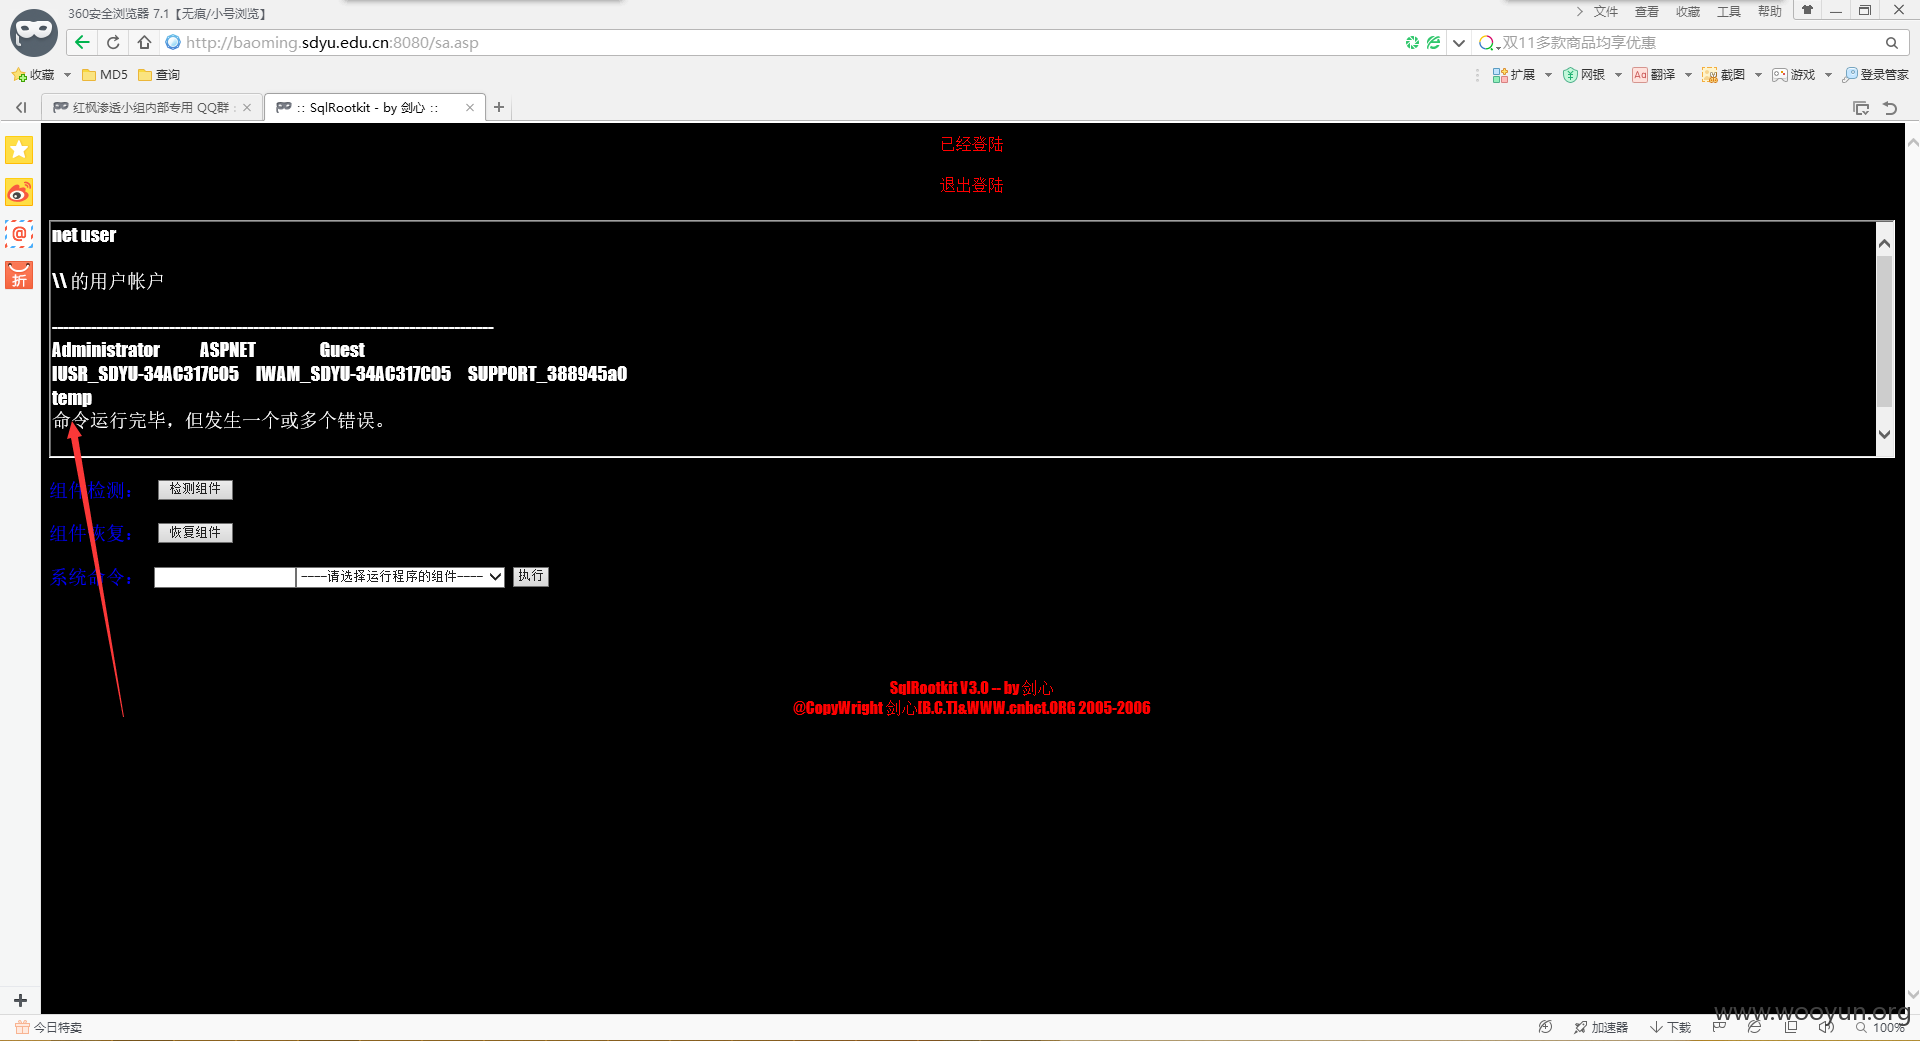 360安全浏览器 7.1【无痕/小号浏览】
文件 查看 收藏 工具 帮助
http://baoming.sdyu.edu.cn:8080/sa.asp
双11多款商品均享优惠
收藏 MD5 查询
扩展 网银 Aa 翻译 截图 游戏 登录管家
红枫渗透小组内部专用 QQ群
:: SqlRootkit - by 剑心 ::
@
折
已经登陆
退出登陆
net user
\\ 的用户帐户
-------------------------------------------------------------------------------
Administrator ASPNET Guest
IUSR_SDYU-34AC317C05 IWAM_SDYU-34AC317C05 SUPPORT_388945a0
temp
命令运行完毕，但发生一个或多个错误。
组件检测： 检测组件
组件恢复： 恢复组件
系统命令： ----请选择运行程序的组件---- 执行
SqlRootkit V3.0 -- by 剑心
@CopyWright 剑心[B.C.T]&WWW.cnbct.ORG 2005-2006
www.wooyun.org
今日特卖
加速器 下载 100%